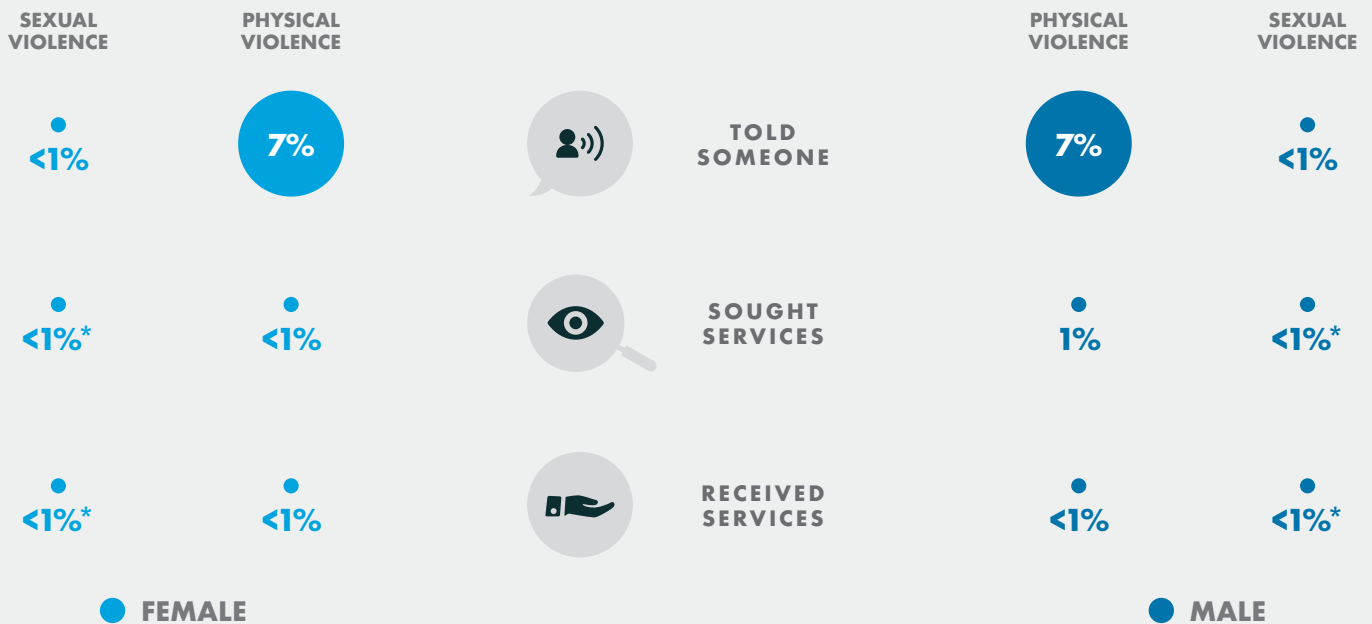 SEXUAL
VIOLENCE
PHYSICAL
VIOLENCE
PHYSICAL
VIOLENCE
SEXUAL
VIOLENCE
<1%
7%
TOLD
SOMEONE
7%
<1%
<1%*
<1%
SOUGHT
SERVICES
1%
<1%*
<1%*
<1%
RECEIVED
SERVICES
<1%
<1%*
FEMALE
MALE